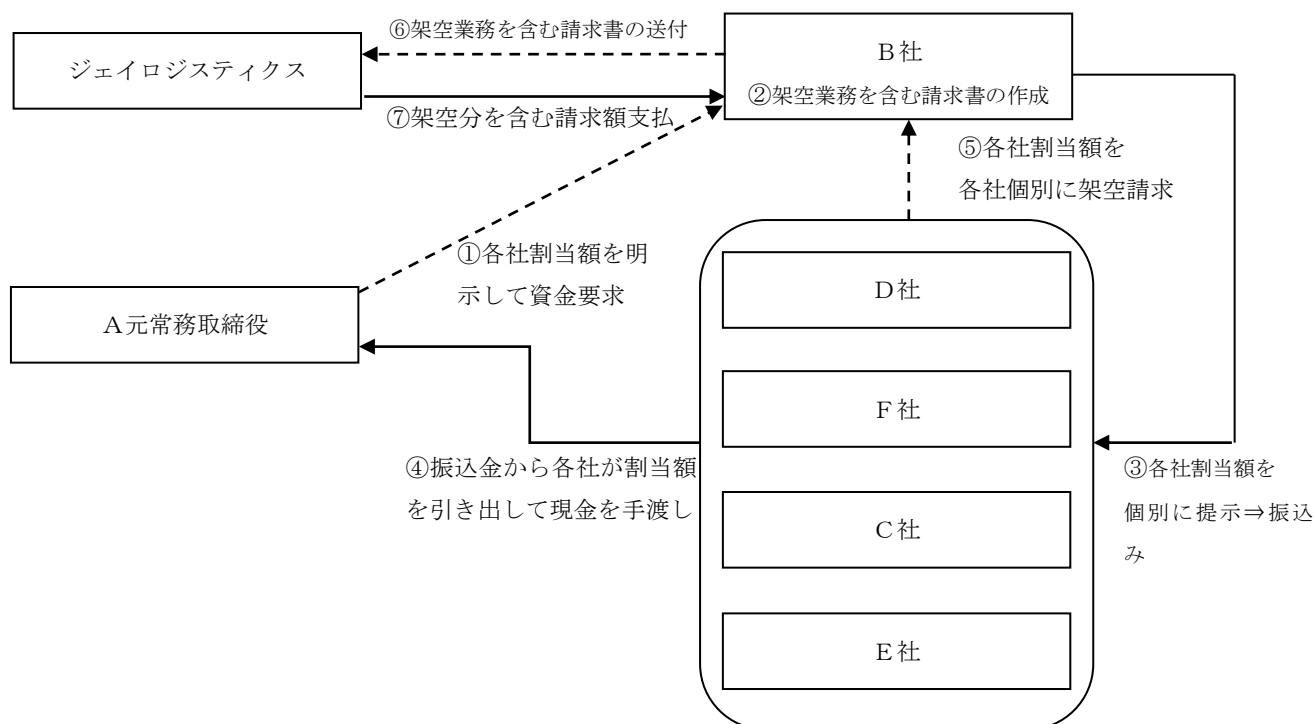 ⑥架空業務を含む請求書の送付
ジェイロジスティクス
B社
②架空業務を含む請求書の作成
⑦架空分を含む請求額支払
⑤各社割当額を
各社個別に架空請求
①各社割当額を明
示して資金要求
A元常務取締役
D社
F社
④振込金から各社が割当額
を引き出して現金を手渡し
③各社割当額を
個別に提示⇒振込
み
C社
E社